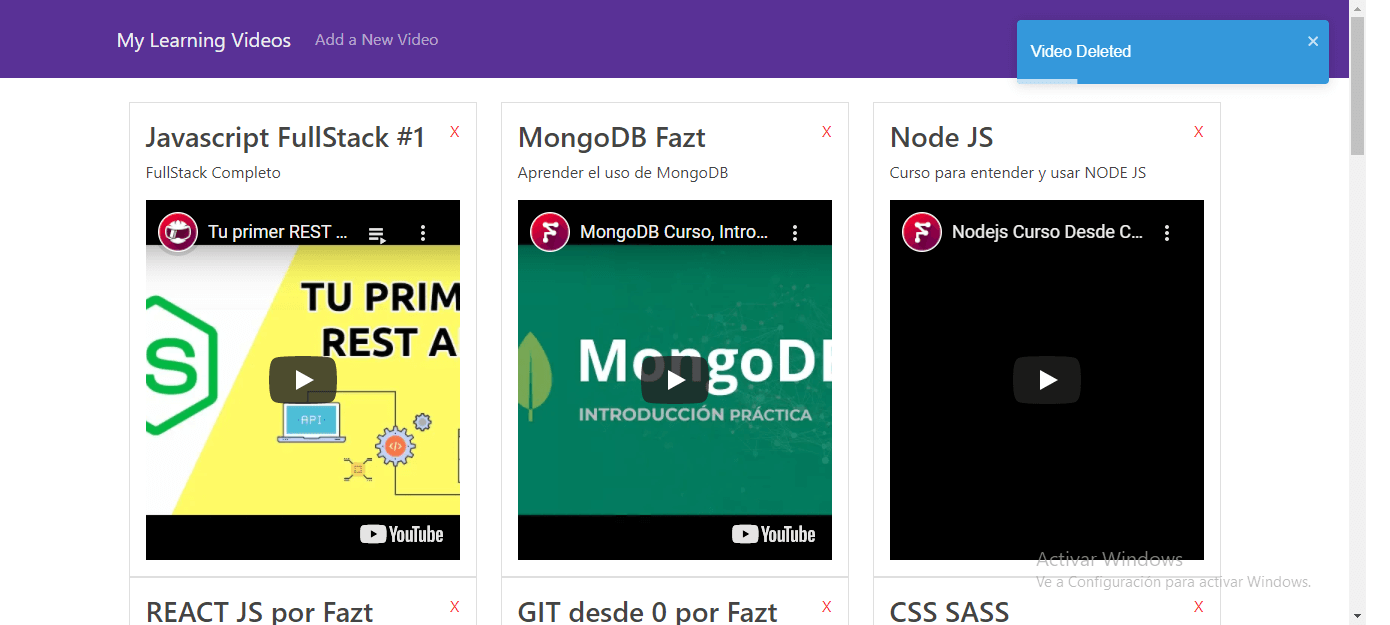 My Learning Videos Add a New Video
Video Deleted ×
Javascript FullStack #1 X
FullStack Completo
Tu primer REST ...
TU PRIM
REST A
S
API
YouTube
MongoDB Fazt X
Aprender el uso de MongoDB
MongoDB Curso, Intro...
MongoDB
INTRODUCCIÓN PRÁCTICA
YouTube
Node JS X
Curso para entender y usar NODE JS
Nodejs Curso Desde C...
Activar Windows
Ve a Configuración para activar Windows.
REACT JS por Fazt X
GIT desde 0 por Fazt X
CSS SASS X